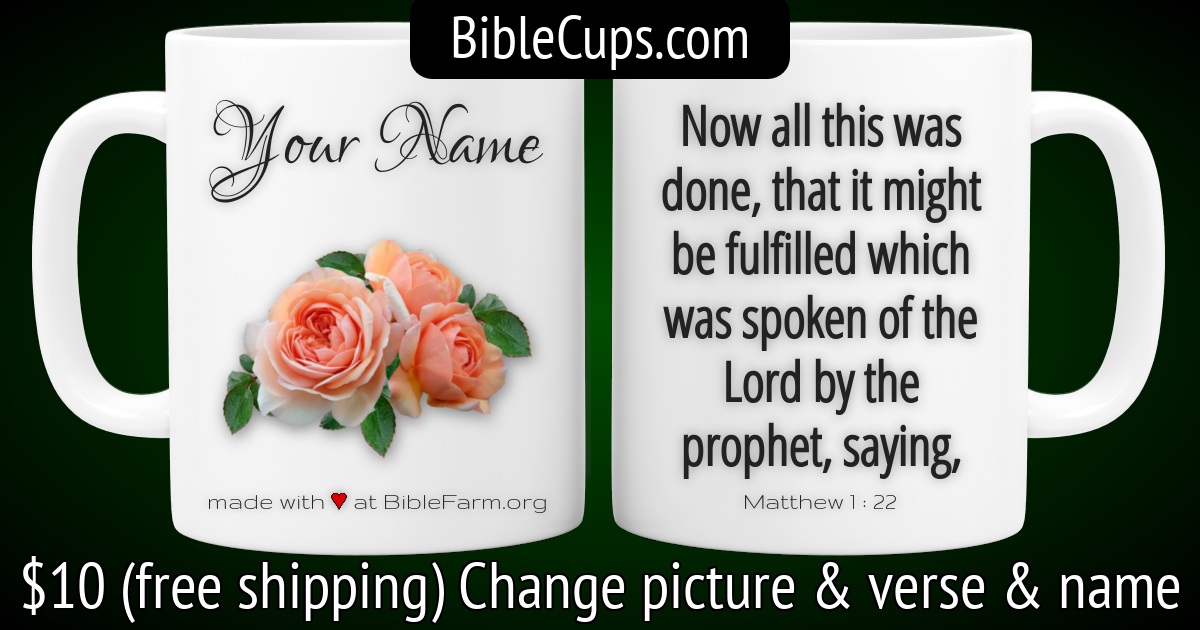 BibleCups.com
Your Name
made with ♥ at BibleFarm.org
Now all this was
done, that it might
be fulfilled which
was spoken of the
Lord by the
prophet, saying,
Matthew 1 : 22
$10 (free shipping) Change picture & verse & name